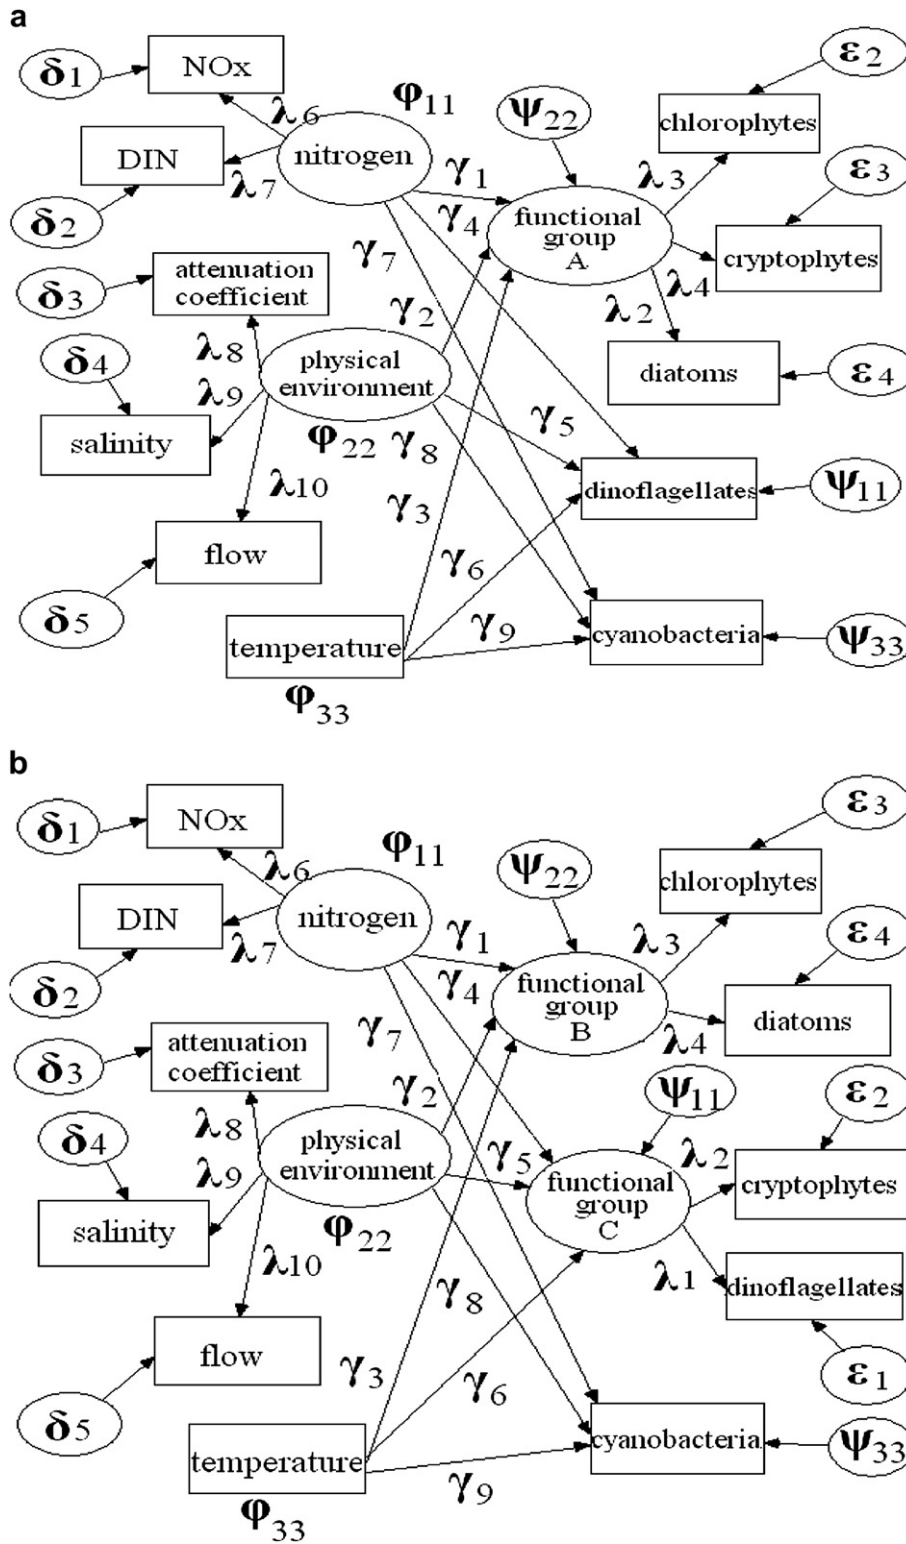 a
δ1
NOx
λ6
φ11
ψ22
ε2
chlorophytes
DIN
λ7
nitrogen
γ1
γ4
λ3
ε3
δ2
functional
group
A
cryptophytes
λ4
λ2
γ7
δ3
attenuation
coefficient
γ2
δ4
λ8
λ9
physical
environment
diatoms
ε4
salinity
φ22
γ8
γ5
λ10
γ3
dinoflagellates
ψ11
flow
γ6
δ5
temperature
γ9
cyanobacteria
ψ33
φ33
b
δ1
NOx
λ6
φ11
ψ22
ε3
chlorophytes
DIN
λ7
nitrogen
γ1
γ4
λ3
ε4
δ2
functional
group
B
diatoms
λ4
γ7
δ3
attenuation
coefficient
γ2
ψ11
ε2
δ4
λ8
λ9
physical
environment
γ5
λ2
functional
group
C
cryptophytes
salinity
φ22
λ10
γ8
λ1
dinoflagellates
flow
γ3
γ6
ε1
δ5
temperature
γ9
cyanobacteria
ψ33
φ33